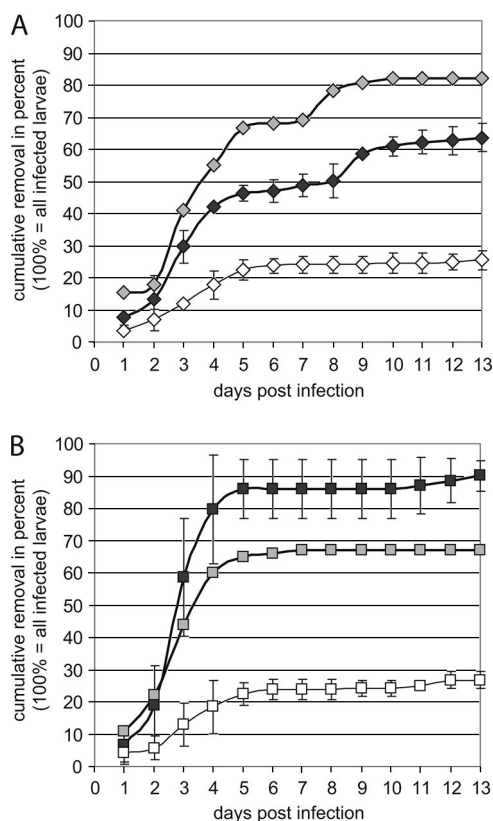 A
100
90
80
70
60
50
40
30
20
10
0
cumulative removal in percent
(100% = all infected larvae)
0 1 2 3 4 5 6 7 8 9 10 11 12 13
days post infection
B
100
90
80
70
60
50
40
30
20
10
0
cumulative removal in percent
(100% = all infected larvae)
0 1 2 3 4 5 6 7 8 9 10 11 12 13
days post infection